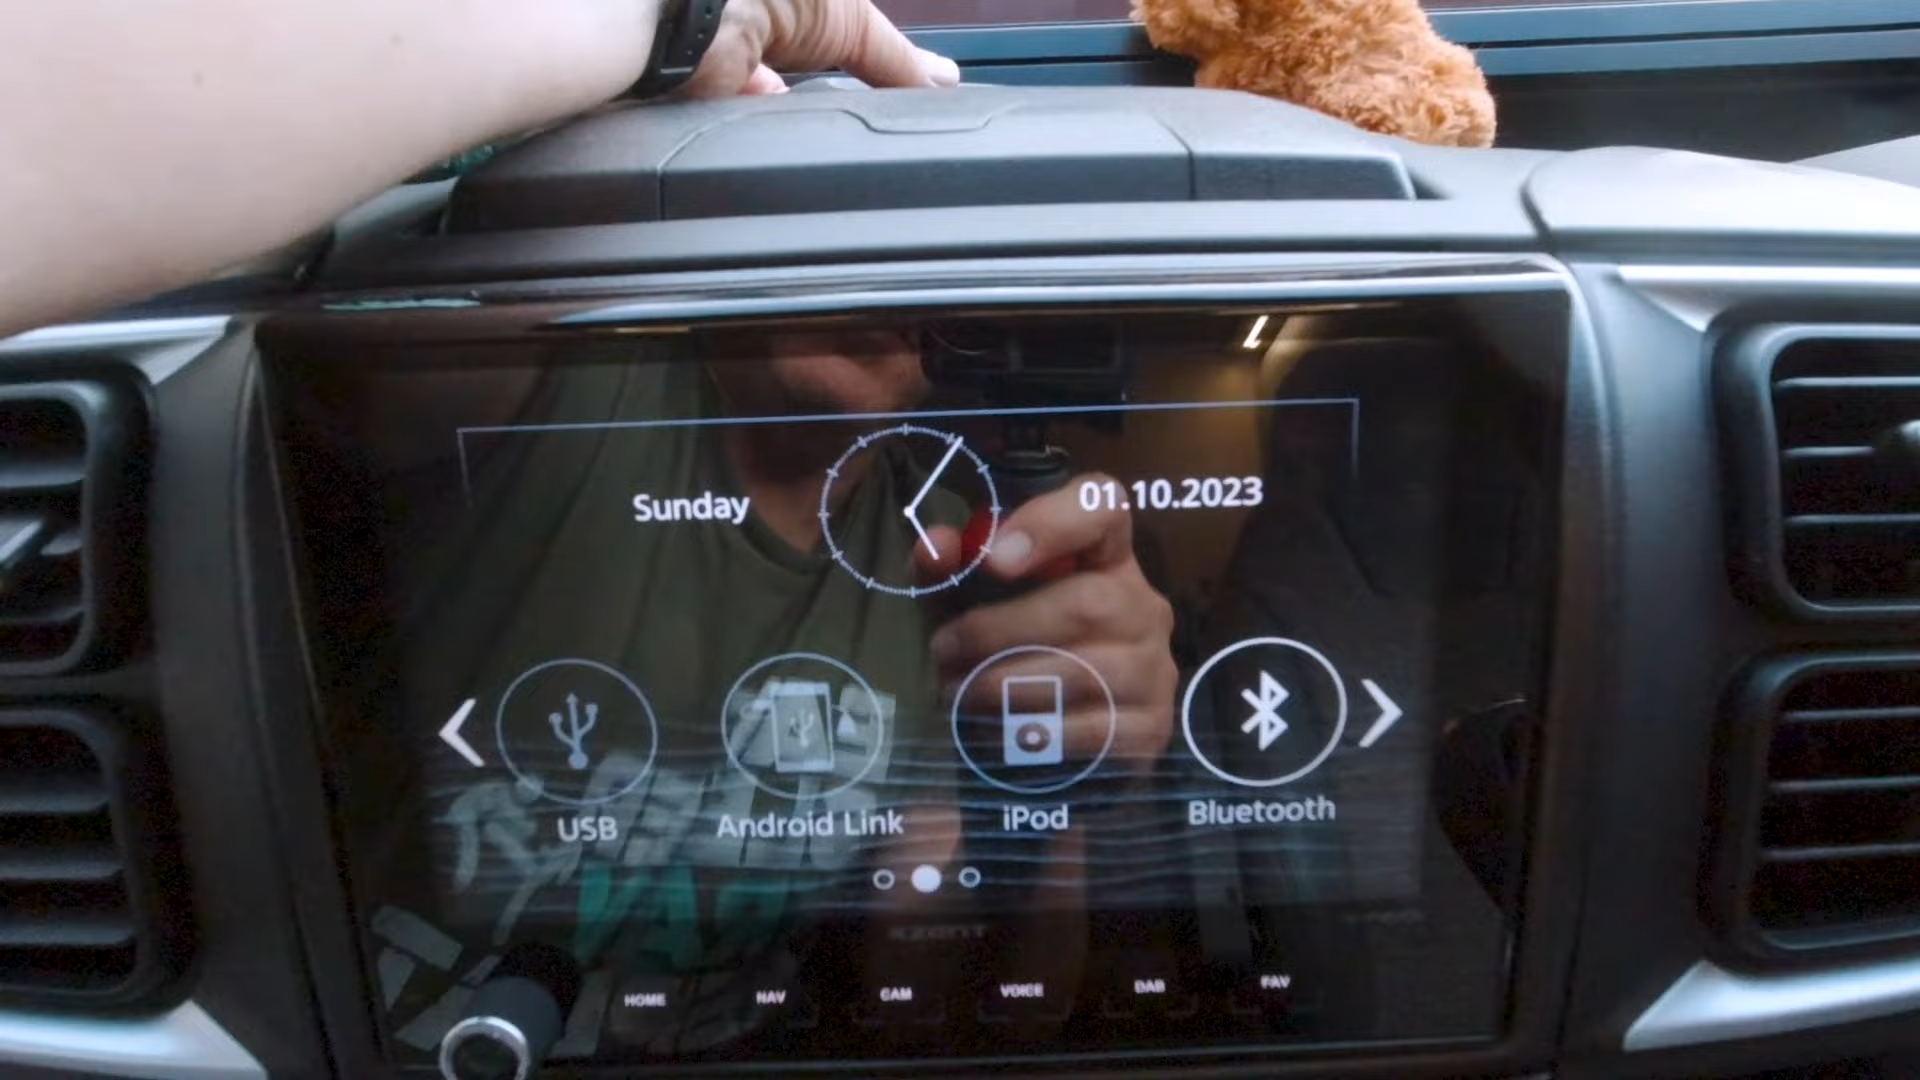 Sunday
01.10.2023
USB
Android Link
iPod
Bluetooth
HOME
NAV
CAM
VOICE
DAB
FAV